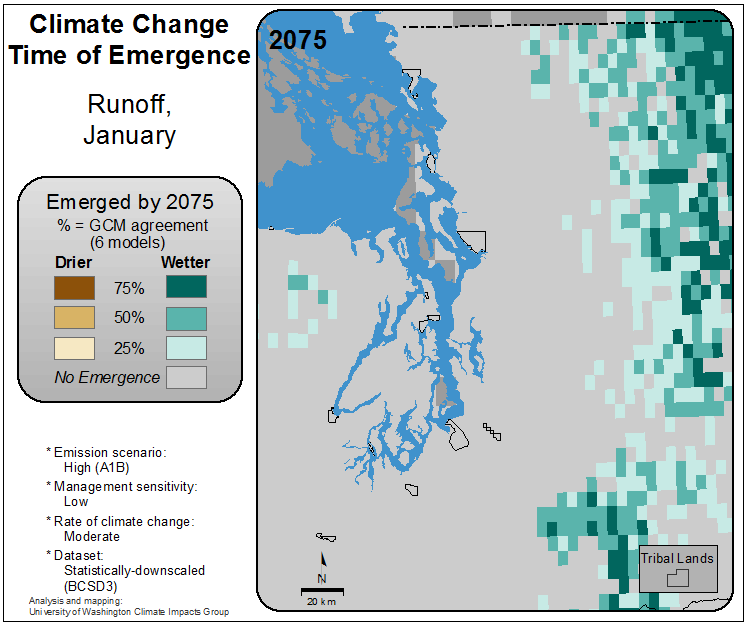 Climate Change
Time of Emergence
Runoff,
January
Emerged by 2075
% = GCM agreement
(6 models)
Drier Wetter
75%
50%
25%
No Emergence
* Emission scenario:
High (A1B)
* Management sensitivity:
Low
* Rate of climate change:
Moderate
* Dataset:
Statistically-downscaled
(BCSD3)
Analysis and mapping:
University of Washington Climate Impacts Group
2075
N
20 km
Tribal Lands